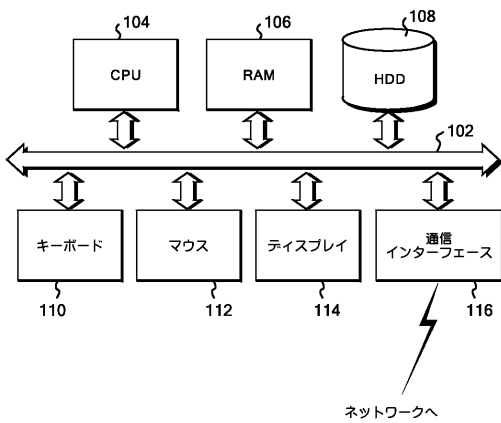 104
106
108
CPU
RAM
HDD
102
キーボード
マウス
ディスプレイ
通信
インターフェース
110
112
114
116
ネットワークへ